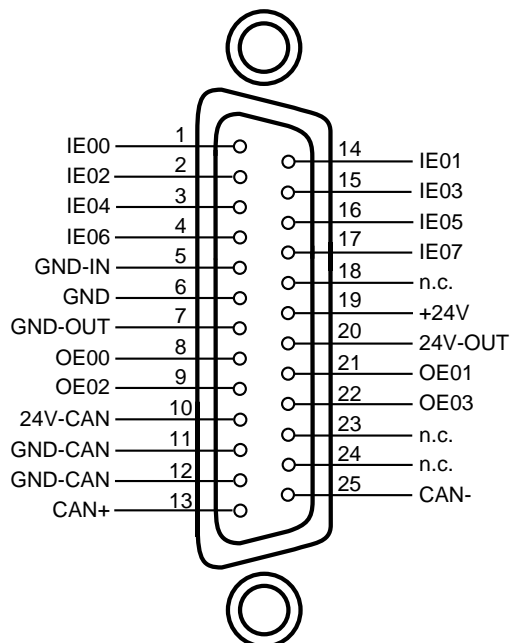 IE00 1
IE02 2
IE04 3
IE06 4
GND-IN 5
GND 6
GND-OUT 7
OE00 8
OE02 9
24V-CAN 10
GND-CAN 11
GND-CAN 12
CAN+ 13
14 IE01
15 IE03
16 IE05
17 IE07
18 n.c.
19 +24V
20 24V-OUT
21 OE01
22 OE03
23 n.c.
24 n.c.
25 CAN-